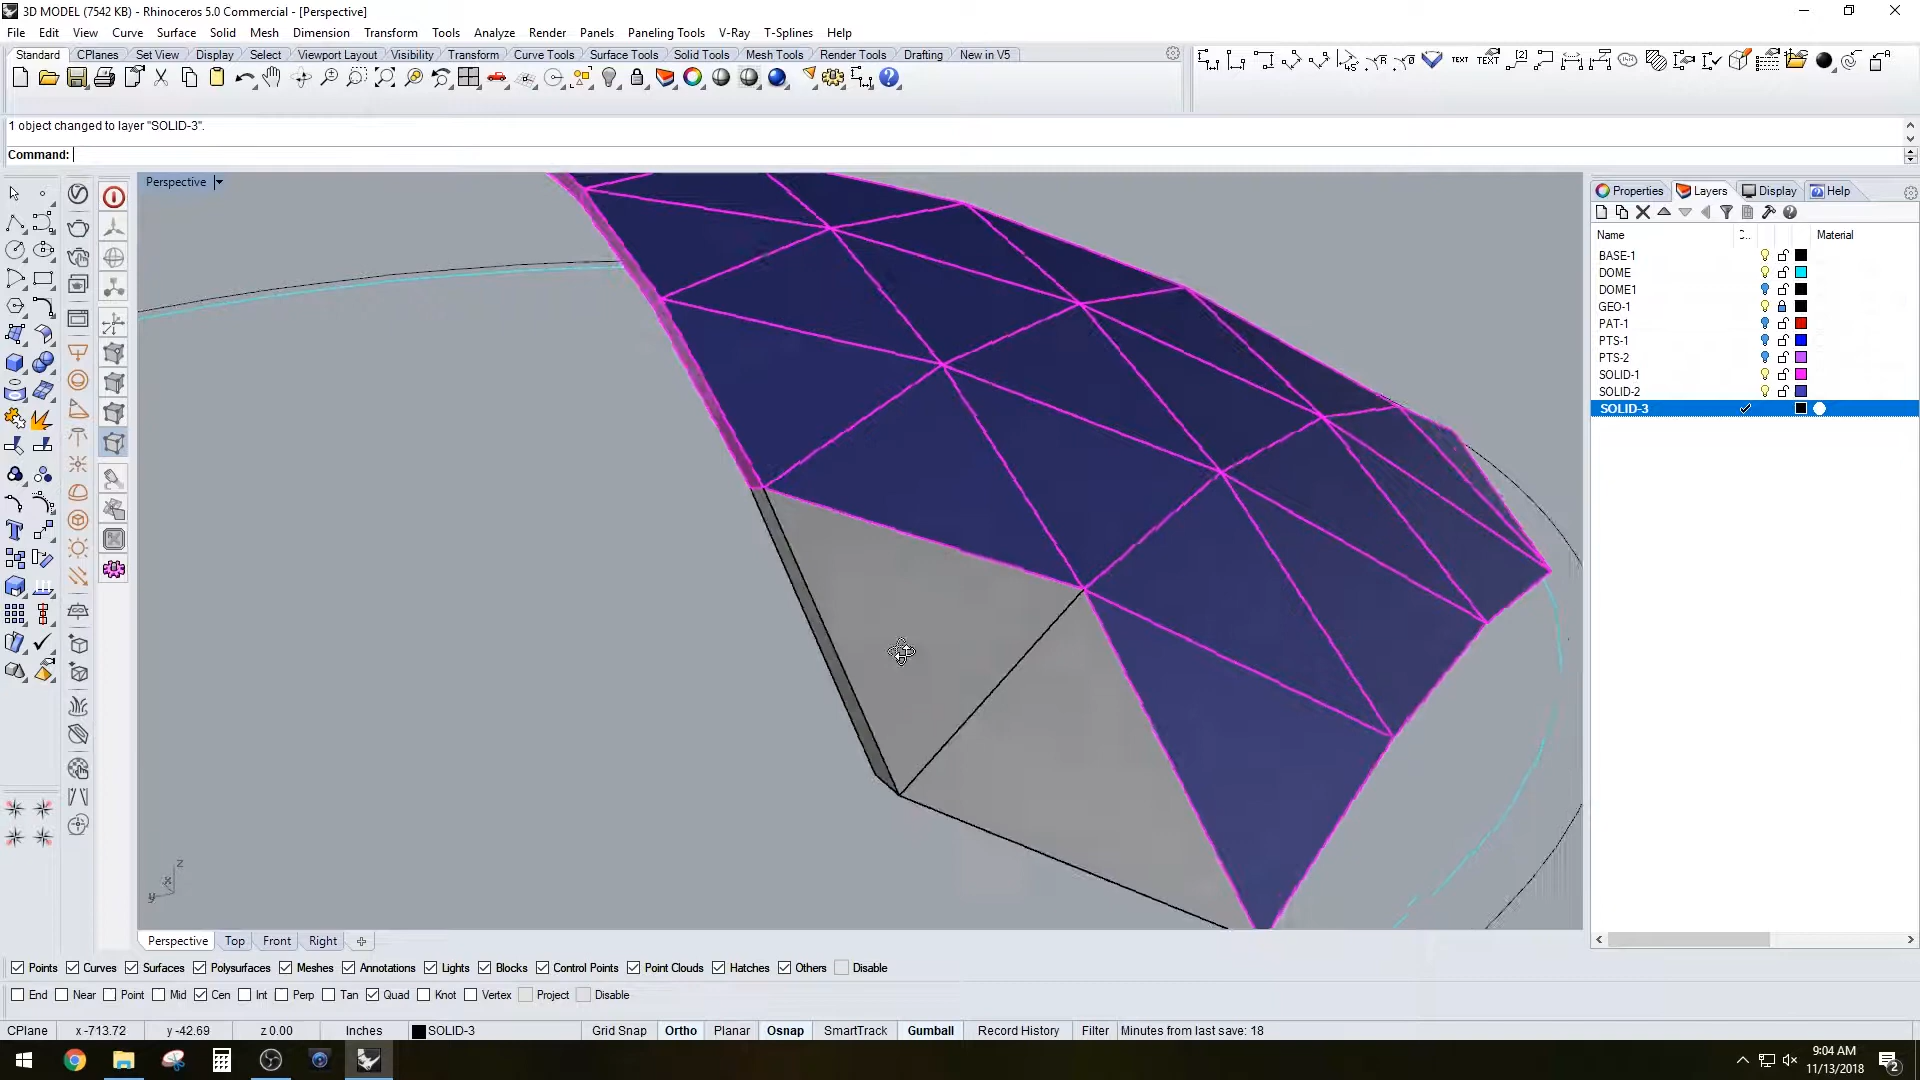 3D MODEL (7542 KB) - Rhinoceros 5.0 Commercial - [Perspective]
File Edit View Curve Surface Solid Mesh Dimension Transform Tools Analyze Render Panels Paneling Tools V-Ray T-Splines Help
Standard CPlanes Set View Display Select Viewport Layout Visibility Transform Curve Tools Surface Tools Solid Tools Mesh Tools Render Tools Drafting New in V5
TEXT TEXT
1 object changed to layer "SOLID-3".
Command:
Perspective
Properties Layers Display Help
Name Material
BASE-1
DOME
DOME1
GEO-1
PAT-1
PTS-1
PTS-2
SOLID-1
SOLID-2
SOLID-3
z
x
y
Perspective Top Front Right
Points Curves Surfaces Polysurfaces Meshes Annotations Lights Blocks Control Points Point Clouds Hatches Others Disable
End Near Point Mid Cen Int Perp Tan Quad Knot Vertex Project Disable
CPlane x -713.72 y -42.69 z 0.00 Inches SOLID-3 Grid Snap Ortho Planar Osnap SmartTrack Gumball Record History Filter Minutes from last save: 18
9:04 AM
11/13/2018
2